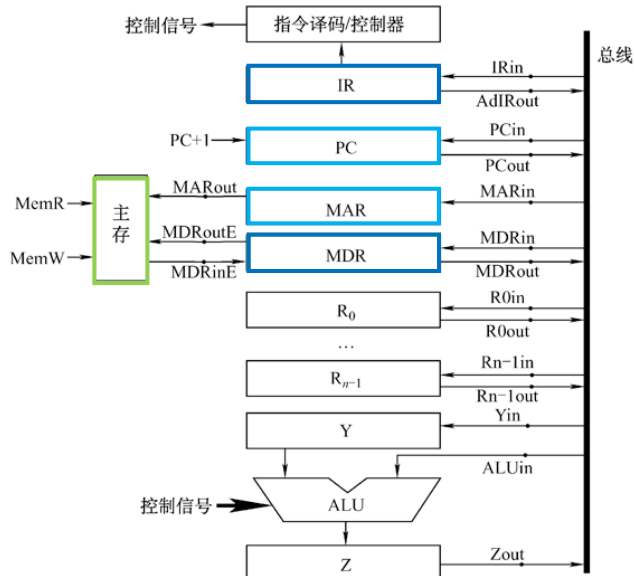 控制信号
指令译码/控制器
总线
IRin
IR
AdIRout
PC+1
PC
PCin
PCout
MARout
MARin
MemR
主存
MAR
MDRoutE
MDRin
MemW
MDR
MDRinE
MDRout
R0in
R₀
R0out
…
Rn-1in
Rₙ₋₁
Rn-1out
Yin
Y
ALUin
控制信号
ALU
Zout
Z